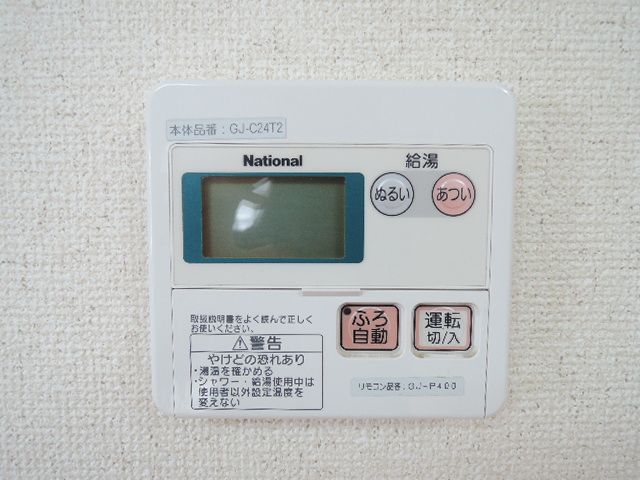 本体品番：GJ-C24T2
National
給湯
ぬるい
あつい
取扱説明書をよく読んで正しく
お使いください。
⚠警告
やけどの恐れあり
・湯温を確かめる
・シャワー・給湯使用中は
使用者以外設定温度を
変えない
ふろ
自動
運転
切/入
リモコン品番：GJ-P400